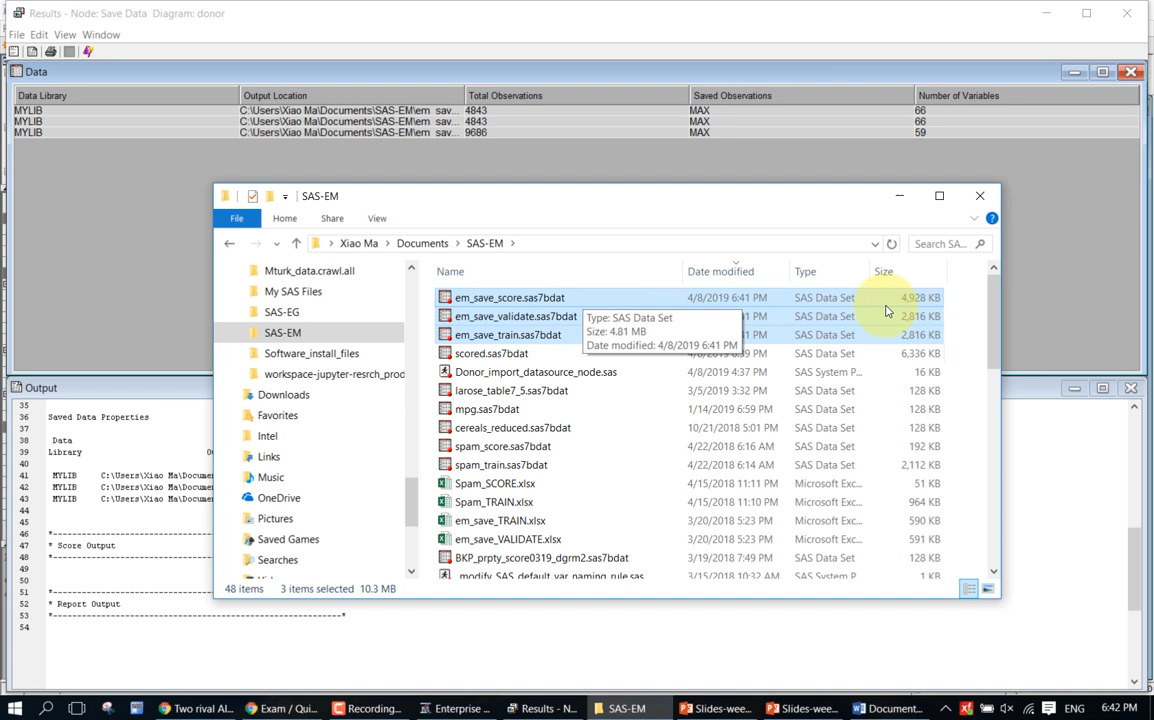 Results - Node: Save Data  Diagram: donor
File Edit View Window
Data
Data Library Output Location Total Observations Saved Observations Number of Variables
MYLIB C:\Users\Xiao Ma\Documents\SAS-EM\em_sav... 4843 MAX 66
MYLIB C:\Users\Xiao Ma\Documents\SAS-EM\em_sav... 4843 MAX 66
MYLIB C:\Users\Xiao Ma\Documents\SAS-EM\em_sav... 9686 MAX 59
SAS-EM
File Home Share View
Xiao Ma > Documents > SAS-EM >
Search SA...
Name Date modified Type Size
Mturk_data.crawl.all
My SAS Files
SAS-EG
SAS-EM
Software_install_files
workspace-jupyter-resrch_prod
Downloads
Favorites
Intel
Links
Music
OneDrive
Pictures
Saved Games
Searches
em_save_score.sas7bdat 4/8/2019 6:41 PM SAS Data Set 4,928 KB
em_save_validate.sas7bdat SAS Data Set 2,816 KB
em_save_train.sas7bdat SAS Data Set 2,816 KB
scored.sas7bdat SAS Data Set 6,336 KB
Donor_import_datasource_node.sas 4/8/2019 4:37 PM SAS System P... 16 KB
larose_table7_5.sas7bdat 3/5/2019 3:32 PM SAS Data Set 128 KB
mpg.sas7bdat 1/14/2019 6:59 PM SAS Data Set 128 KB
cereals_reduced.sas7bdat 10/21/2018 5:01 PM SAS Data Set 128 KB
spam_score.sas7bdat 4/22/2018 6:16 AM SAS Data Set 192 KB
spam_train.sas7bdat 4/22/2018 6:14 AM SAS Data Set 2,112 KB
Spam_SCORE.xlsx 4/15/2018 11:11 PM Microsoft Exc... 51 KB
Spam_TRAIN.xlsx 4/15/2018 11:10 PM Microsoft Exc... 964 KB
em_save_TRAIN.xlsx 3/20/2018 5:23 PM Microsoft Exc... 590 KB
em_save_VALIDATE.xlsx 3/20/2018 5:23 PM Microsoft Exc... 591 KB
BKP_prpty_score0319_dgrm2.sas7bdat 3/19/2018 7:49 PM SAS Data Set 128 KB
modify_SAS_default_var_naming_rule.sas 3/15/2018 10:32 AM SAS System P... 1 KB
Type: SAS Data Set
Size: 4.81 MB
Date modified: 4/8/2019 6:41 PM
48 items 3 items selected 10.3 MB
Output
35
36 Saved Data Properties
37
38 Data
39 Library
40
41 MYLIB C:\Users\Xiao Ma\Docume
42 MYLIB C:\Users\Xiao Ma\Docume
43 MYLIB C:\Users\Xiao Ma\Docume
44
45
46 *------------------------------
47 * Score Output
48 *------------------------------
49
50
51 *------------------------------
52 * Report Output
53 *------------------------------------------------------------*
54
Two rival Al... Exam / Qui... Recording... Enterprise ... Results - N... SAS-EM Slides-wee... Slides-wee... Document... ENG 6:42 PM